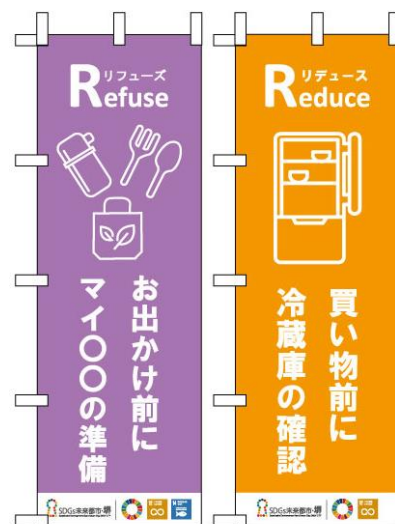 リフューズ
Refuse
お出かけ前に
マイ〇〇の準備
SDGs未来都市・堺
リデュース
Reduce
買い物前に
冷蔵庫の確認
SDGs未来都市・堺